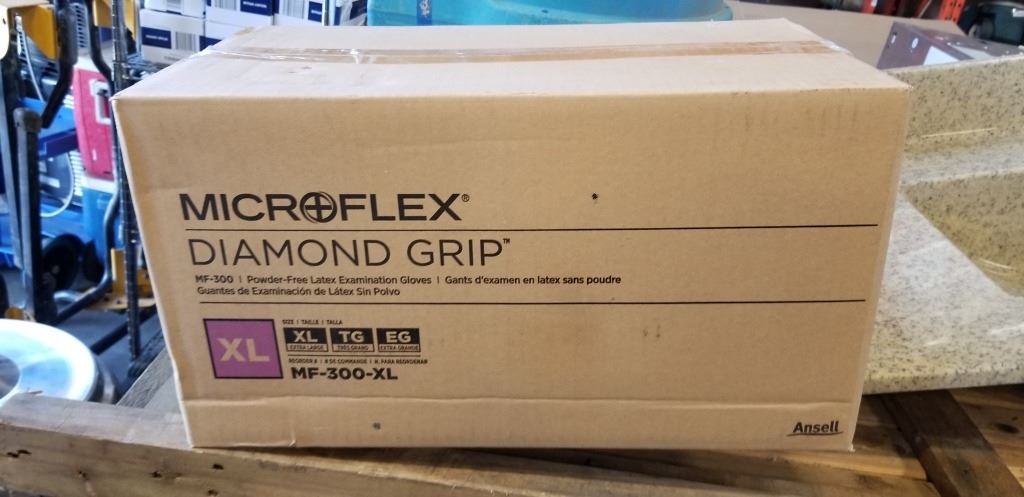 MICROFLEX®
DIAMOND GRIP™
MF-300 | Powder-Free Latex Examination Gloves | Gants d'examen en latex sans poudre
Guantes de Examinación de Látex Sin Polvo
XL
SIZE | TAILLE | TALLA
XL TG EG
EXTRA LARGE TRÈS GRAND EXTRA GRANDE
REORDER # | # DE COMMANDE | N. PARA REORDENAR
MF-300-XL
Ansell